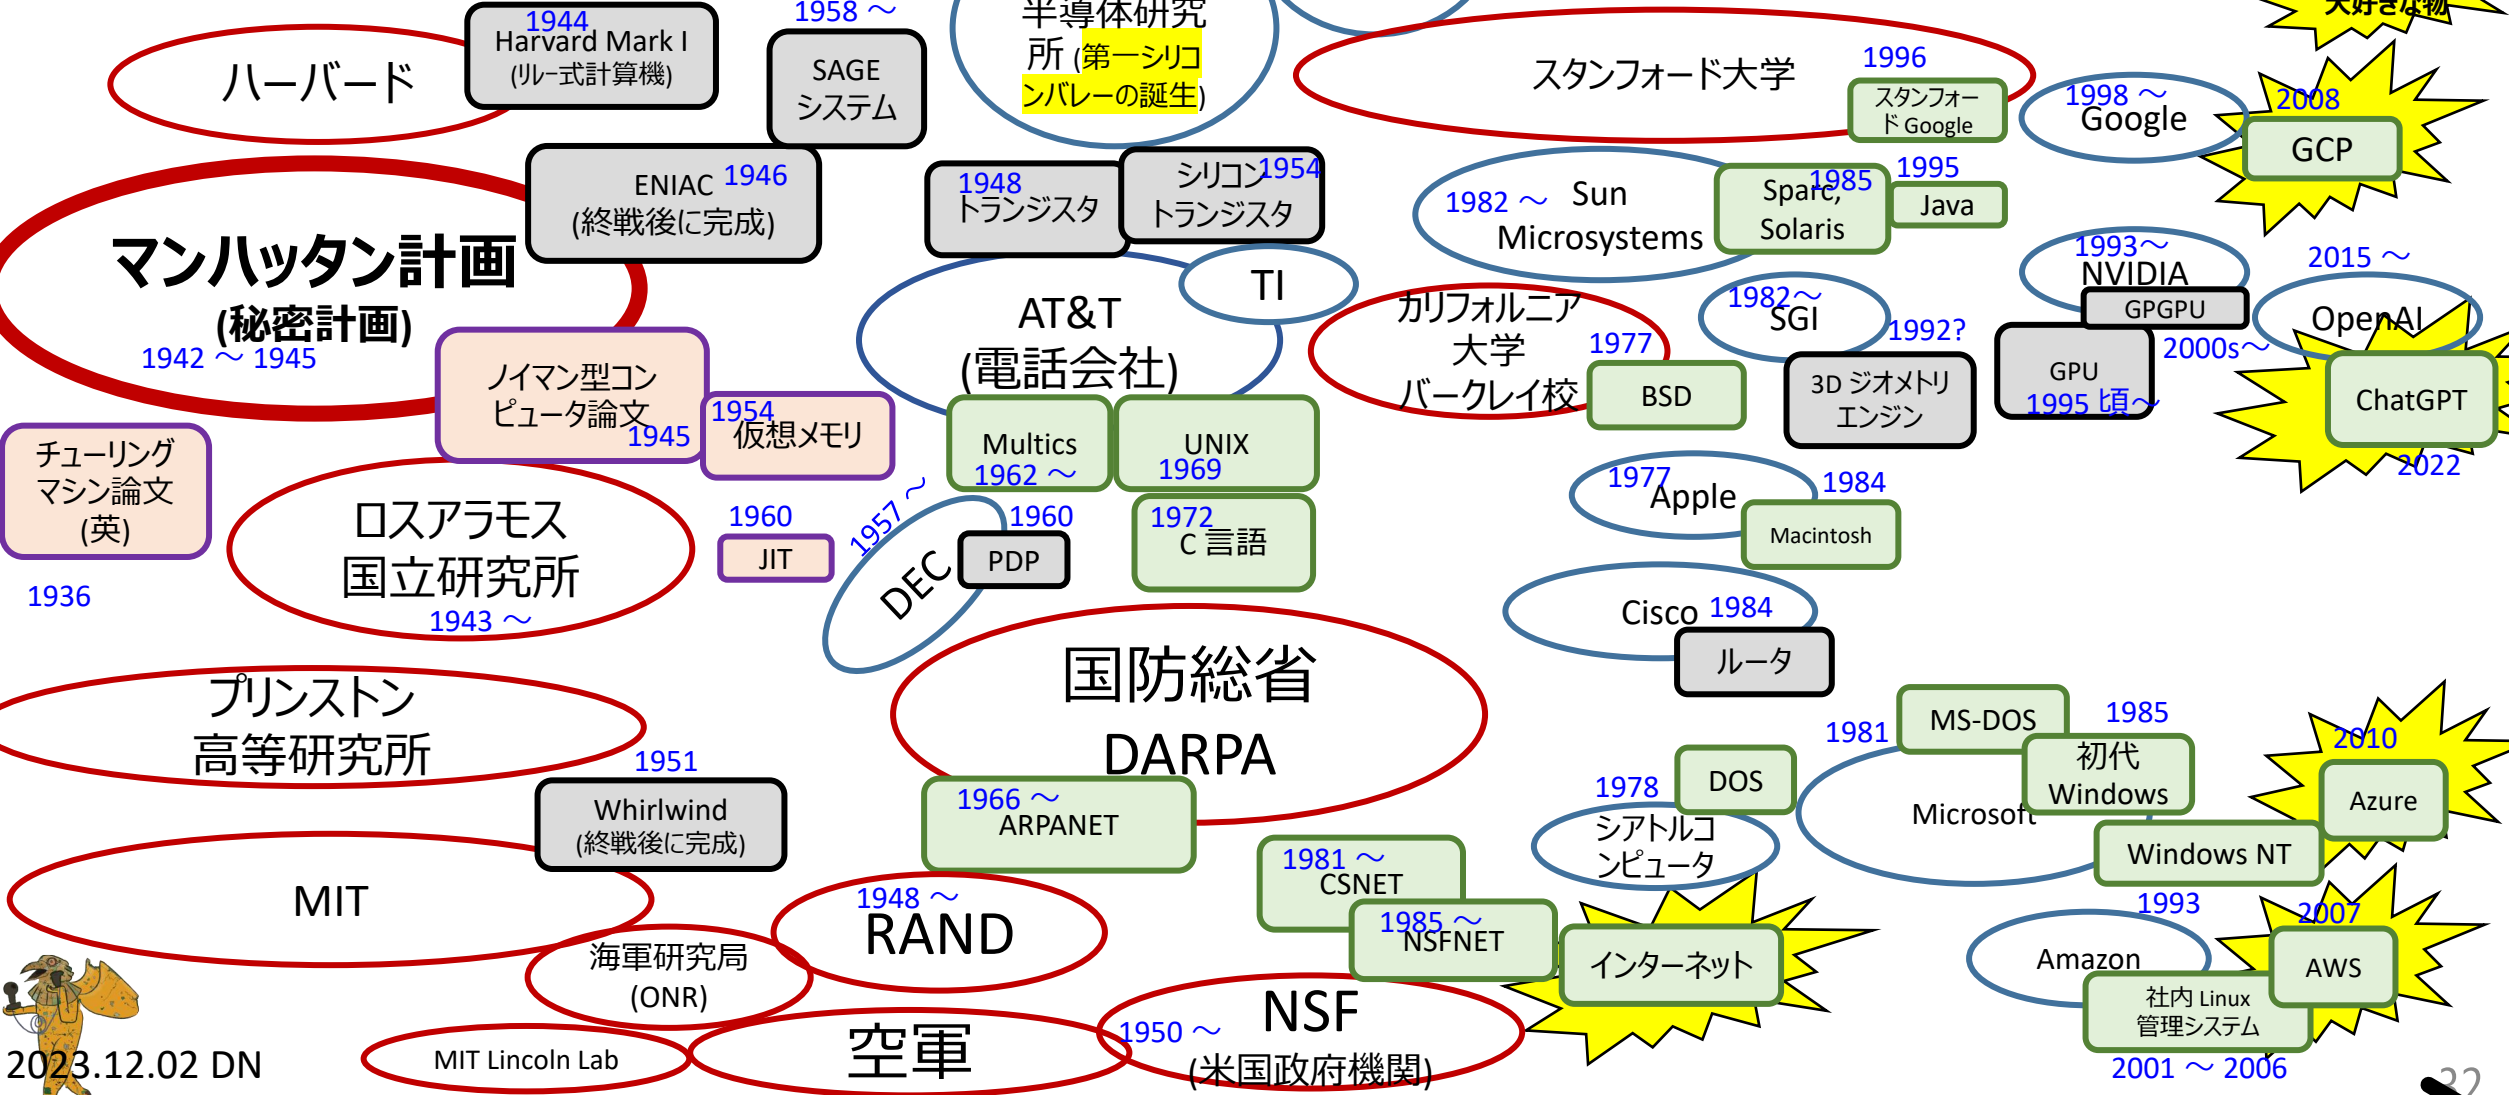 1944
Harvard Mark I
(リレー式計算機)
ハーバード
1958 ～
SAGE
システム
半導体研究
所 (第一シリコ
ンバレーの誕生)
スタンフォード大学
1996
スタンフォー
ド Google
1998 ～
Google
大好きな物
2008
GCP
ENIAC 1946
(終戦後に完成)
マンハッタン計画
(秘密計画)
1942 ～ 1945
1948
トランジスタ
シリコン
1954
トランジスタ
TI
AT&T
(電話会社)
1982 ～
Sun
Microsystems
Sparc,
1985
Solaris
1995
Java
1993～
NVIDIA
GPGPU
2015 ～
OpenAI
カリフォルニア
大学
バークレイ校
1977
BSD
1982～
SGI
1992?
3D ジオメトリ
エンジン
GPU
1995 頃～
2000s～
ChatGPT
2022
ノイマン型コン
ピュータ論文
1945
1954
仮想メモリ
Multics
1962 ～
UNIX
1969
チューリング
マシン論文
(英)
1936
ロスアラモス
国立研究所
1943 ～
1960
JIT
1957 ～
DEC
1960
PDP
1972
C 言語
1977
Apple
1984
Macintosh
Cisco
1984
ルータ
プリンストン
高等研究所
国防総省
DARPA
1966 ～
ARPANET
1951
Whirlwind
(終戦後に完成)
MIT
1948 ～
RAND
海軍研究局
(ONR)
MIT Lincoln Lab
空軍
1950 ～
NSF
(米国政府機関)
1981 ～
CSNET
1985 ～
NSFNET
インターネット
1978
DOS
シアトルコ
ンピュータ
1981
MS-DOS
1985
初代
Windows
Microsoft
Windows NT
2010
Azure
1993
Amazon
2007
AWS
社内 Linux
管理システム
2001 ～ 2006
2023.12.02 DN
32